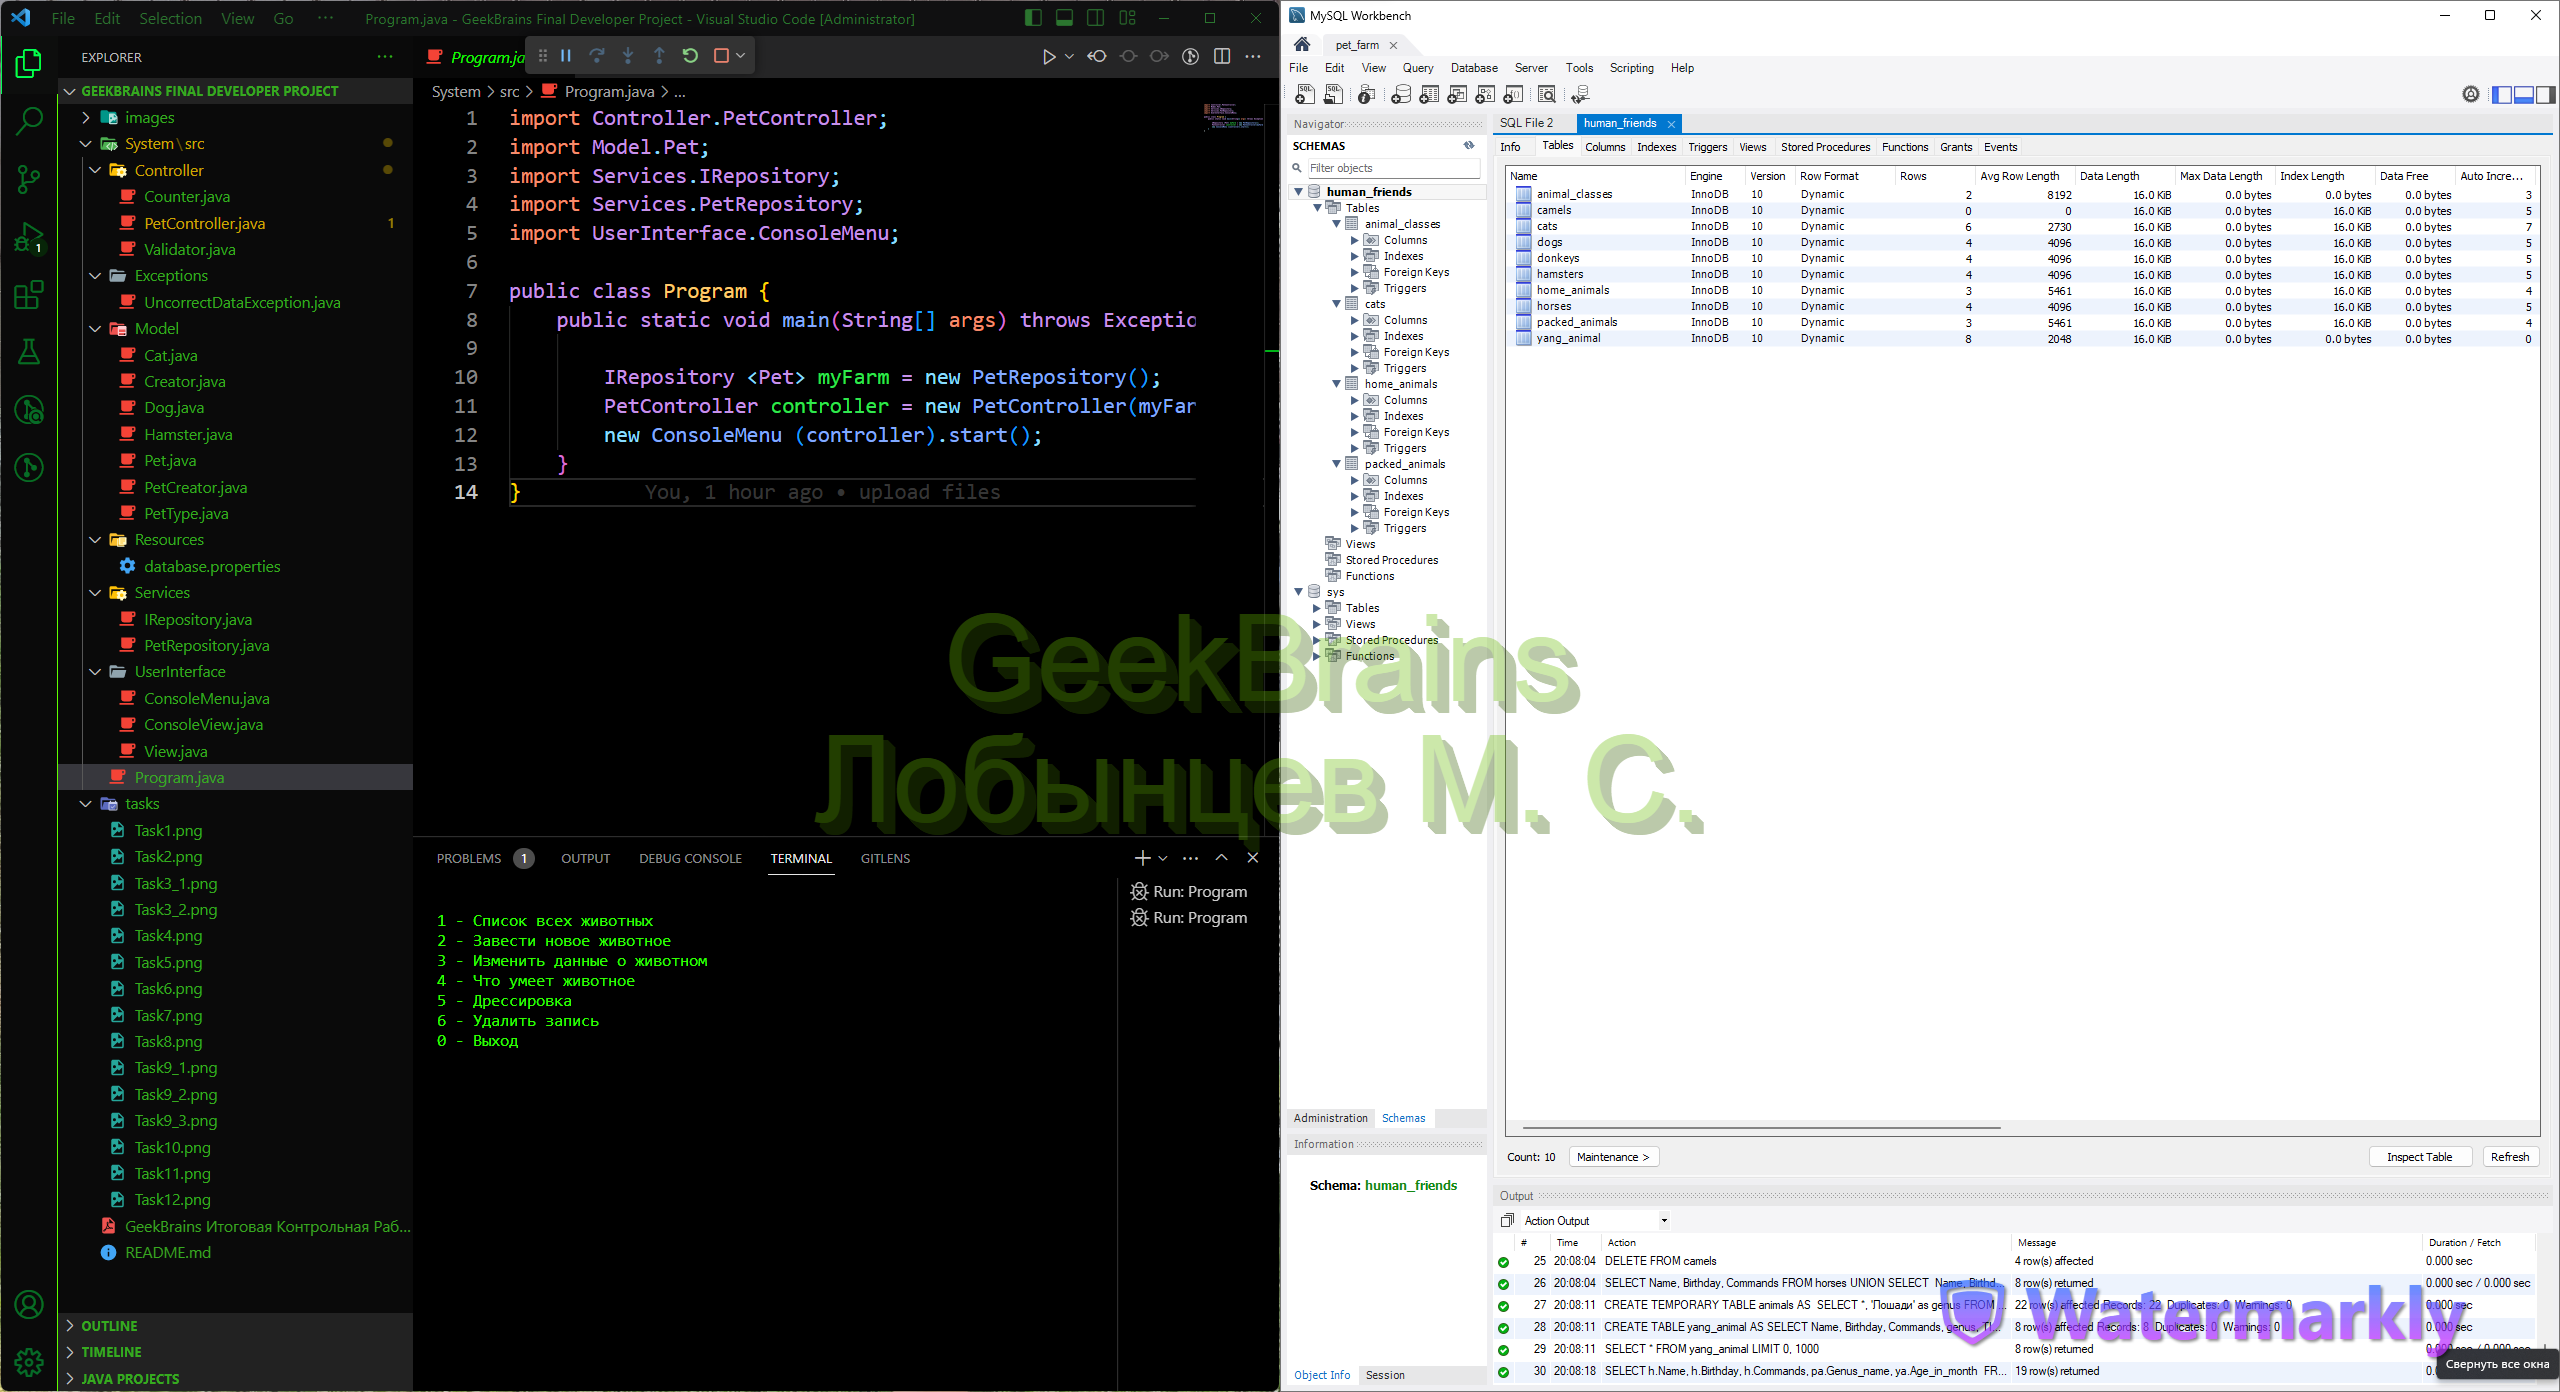 File Edit Selection View Go ··· Program.java - GeekBrains Final Developer Project - Visual Studio Code [Administrator]
EXPLORER
GEEKBRAINS FINAL DEVELOPER PROJECT
images
System\src
Controller
Counter.java
PetController.java 1
Validator.java
Exceptions
UncorrectDataException.java
Model
Cat.java
Creator.java
Dog.java
Hamster.java
Pet.java
PetCreator.java
PetType.java
Resources
database.properties
Services
IRepository.java
PetRepository.java
UserInterface
ConsoleMenu.java
ConsoleView.java
View.java
Program.java
tasks
Task1.png
Task2.png
Task3_1.png
Task3_2.png
Task4.png
Task5.png
Task6.png
Task7.png
Task8.png
Task9_1.png
Task9_2.png
Task9_3.png
Task10.png
Task11.png
Task12.png
GeekBrains Итоговая Контрольная Раб...
README.md
OUTLINE
TIMELINE
JAVA PROJECTS
1
Program.ja
System > src > Program.java > ...
1 import Controller.PetController;
2 import Model.Pet;
3 import Services.IRepository;
4 import Services.PetRepository;
5 import UserInterface.ConsoleMenu;
6
7 public class Program {
8 public static void main(String[] args) throws Exceptio
9
10 IRepository <Pet> myFarm = new PetRepository();
11 PetController controller = new PetController(myFar
12 new ConsoleMenu (controller).start();
13 }
14 } You, 1 hour ago • upload files
PROBLEMS 1 OUTPUT DEBUG CONSOLE TERMINAL GITLENS
Run: Program
Run: Program
1 - Список всех животных
2 - Завести новое животное
3 - Изменить данные о животном
4 - Что умеет животное
5 - Дрессировка
6 - Удалить запись
0 - Выход
GeekBrains
Лобынцев М. С.
MySQL Workbench
pet_farm
File Edit View Query Database Server Tools Scripting Help
Navigator
SCHEMAS
Filter objects
human_friends
Tables
animal_classes
Columns
Indexes
Foreign Keys
Triggers
cats
Columns
Indexes
Foreign Keys
Triggers
home_animals
Columns
Indexes
Foreign Keys
Triggers
packed_animals
Columns
Indexes
Foreign Keys
Triggers
Views
Stored Procedures
Functions
sys
Tables
Views
Stored Procedures
Functions
Administration Schemas
Information
Schema: human_friends
Object Info Session
SQL File 2 human_friends
Info Tables Columns Indexes Triggers Views Stored Procedures Functions Grants Events
Name Engine Version Row Format Rows Avg Row Length Data Length Max Data Length Index Length Data Free Auto Incre...
animal_classes InnoDB 10 Dynamic 2 8192 16.0 KiB 0.0 bytes 0.0 bytes 0.0 bytes 3
camels InnoDB 10 Dynamic 0 0 16.0 KiB 0.0 bytes 16.0 KiB 0.0 bytes 5
cats InnoDB 10 Dynamic 6 2730 16.0 KiB 0.0 bytes 16.0 KiB 0.0 bytes 7
dogs InnoDB 10 Dynamic 4 4096 16.0 KiB 0.0 bytes 16.0 KiB 0.0 bytes 5
donkeys InnoDB 10 Dynamic 4 4096 16.0 KiB 0.0 bytes 16.0 KiB 0.0 bytes 5
hamsters InnoDB 10 Dynamic 4 4096 16.0 KiB 0.0 bytes 16.0 KiB 0.0 bytes 5
home_animals InnoDB 10 Dynamic 3 5461 16.0 KiB 0.0 bytes 16.0 KiB 0.0 bytes 4
horses InnoDB 10 Dynamic 4 4096 16.0 KiB 0.0 bytes 16.0 KiB 0.0 bytes 5
packed_animals InnoDB 10 Dynamic 3 5461 16.0 KiB 0.0 bytes 16.0 KiB 0.0 bytes 4
yang_animal InnoDB 10 Dynamic 8 2048 16.0 KiB 0.0 bytes 0.0 bytes 0.0 bytes 0
Count: 10 Maintenance > Inspect Table Refresh
Output
Action Output
# Time Action Message Duration / Fetch
25 20:08:04 DELETE FROM camels 4 row(s) affected 0.000 sec
26 20:08:04 SELECT Name, Birthday, Commands FROM horses UNION SELECT Name, Birthd... 8 row(s) returned 0.000 sec / 0.000 sec
27 20:08:11 CREATE TEMPORARY TABLE animals AS SELECT *, 'Лошади' as genus FROM ... 22 row(s) affected Records: 22 Duplicates: 0 Warnings: 0 0.000 sec
28 20:08:11 CREATE TABLE yang_animal AS SELECT Name, Birthday, Commands, genus, TI... 8 row(s) affected Records: 8 Duplicates: 0 Warnings: 0 0.000 sec
29 20:08:11 SELECT * FROM yang_animal LIMIT 0, 1000 8 row(s) returned 0.000 sec / 0.000 sec
30 20:08:18 SELECT h.Name, h.Birthday, h.Commands, pa.Genus_name, ya.Age_in_month FR... 19 row(s) returned
Watermarkly
Свернуть все окна